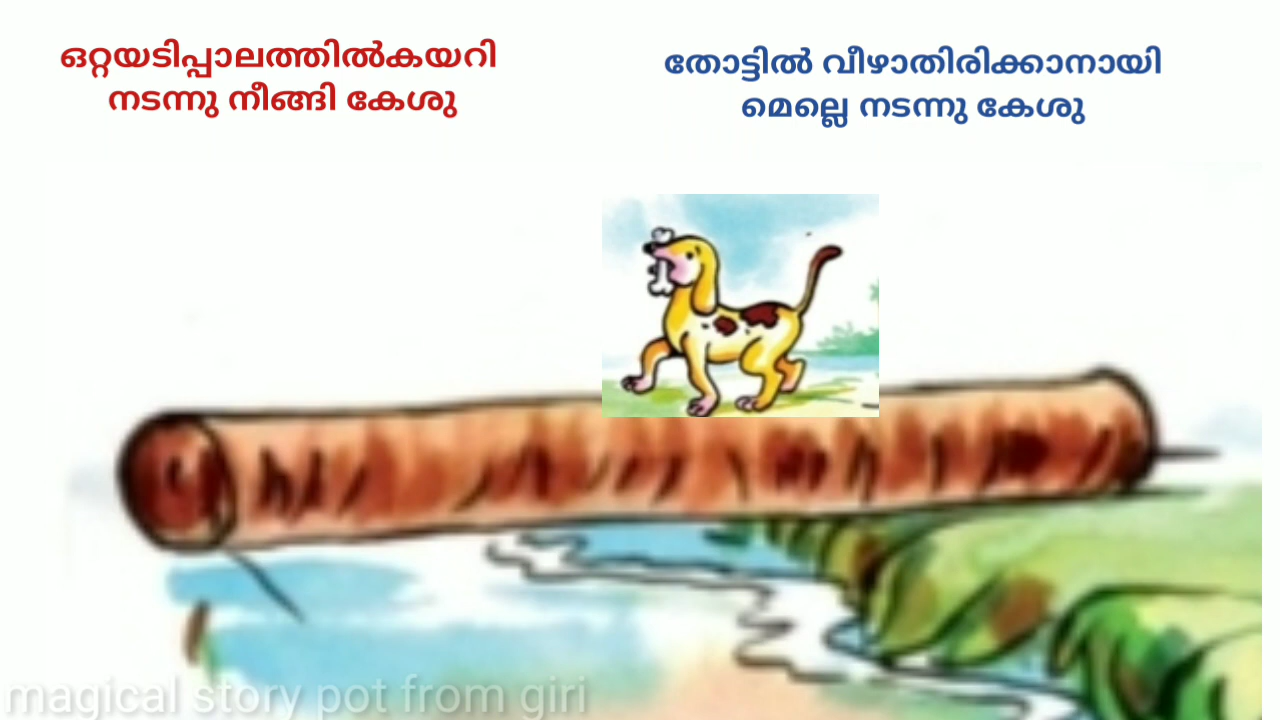 ഒറ്റയടിപ്പാലത്തിൽകയറി
നടന്നു നീങ്ങി കേശു
തോട്ടിൽ വീഴാതിരിക്കാനായി
മെല്ലെ നടന്നു കേശു
magical story pot from giri